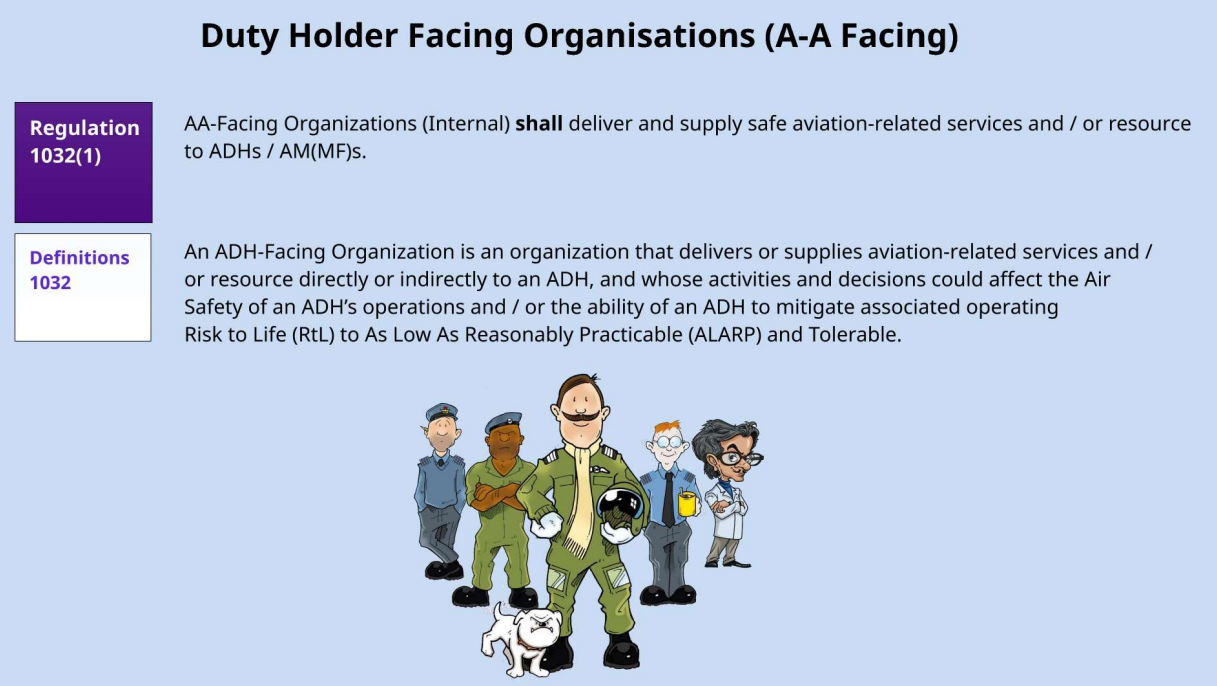 Duty Holder Facing Organisations (A-A Facing)
Regulation
1032(1)
AA-Facing Organizations (Internal) shall deliver and supply safe aviation-related services and / or resource
to ADHs / AM(MF)s.
Definitions
1032
An ADH-Facing Organization is an organization that delivers or supplies aviation-related services and /
or resource directly or indirectly to an ADH, and whose activities and decisions could affect the Air
Safety of an ADH’s operations and / or the ability of an ADH to mitigate associated operating
Risk to Life (RtL) to As Low As Reasonably Practicable (ALARP) and Tolerable.